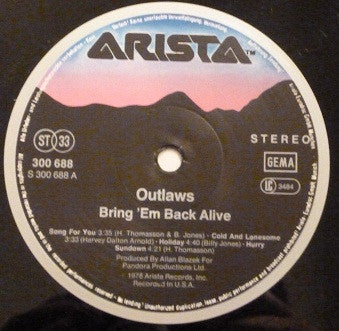 ARISTA™
ST 33
300 688
S 300 688 A
STEREO
GEMA
LC 3484
Outlaws
Bring 'Em Back Alive
Song For You 3:35 (H. Thomasson & B. Jones) - Cold And Lonesome
3:33 (Harvey Dalton Arnold) - Holiday 4:40 (Billy Jones) - Hurry
Sundown 4:21 (H. Thomasson)
Produced By Allan Blazek For
Pandora Productions Ltd.
1978 Arista Records, Inc.
Recorded In U.S.A.